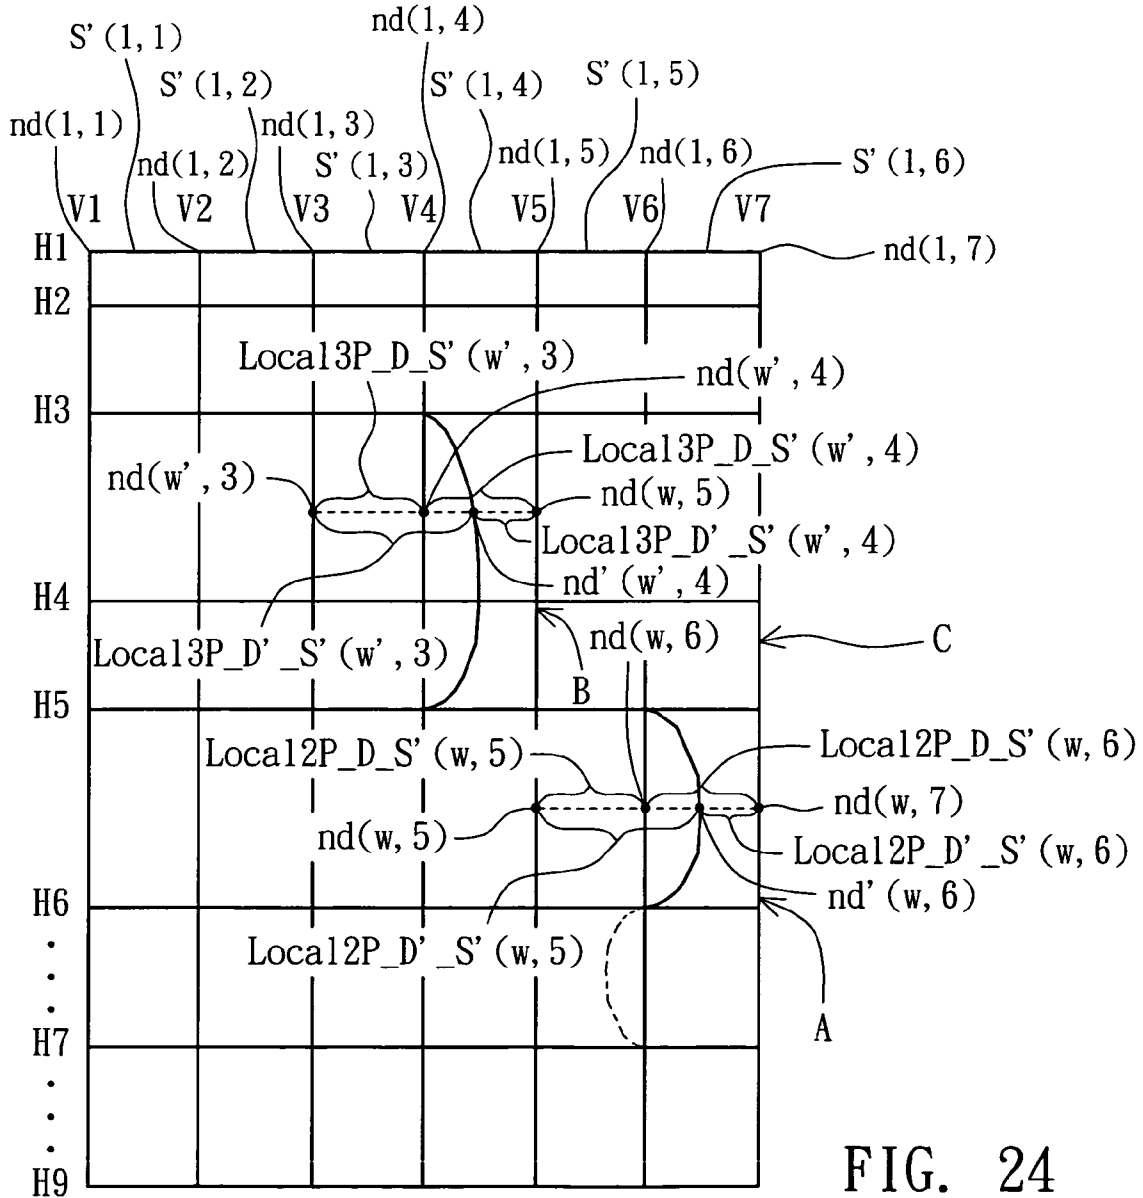 nd(1,4)
S'(1,1)
S'(1,2)
S'(1,4)
S'(1,5)
nd(1,1)
nd(1,3)
nd(1,2)
S'(1,3)
nd(1,5)
nd(1,6)
S'(1,6)
V1
V2
V3
V4
V5
V6
V7
H1
nd(1,7)
H2
Local3P_D_S'(w',3)
nd(w',4)
H3
Local3P_D_S'(w',4)
nd(w',3)
nd(w,5)
Local3P_D'_S'(w',4)
nd'(w',4)
H4
nd(w,6)
C
Local3P_D'_S'(w',3)
B
H5
Local2P_D_S'(w,5)
Local2P_D_S'(w,6)
nd(w,7)
nd(w,5)
Local2P_D'_S'(w,6)
nd'(w,6)
H6
Local2P_D'_S'(w,5)
A
H7
H9
FIG. 24